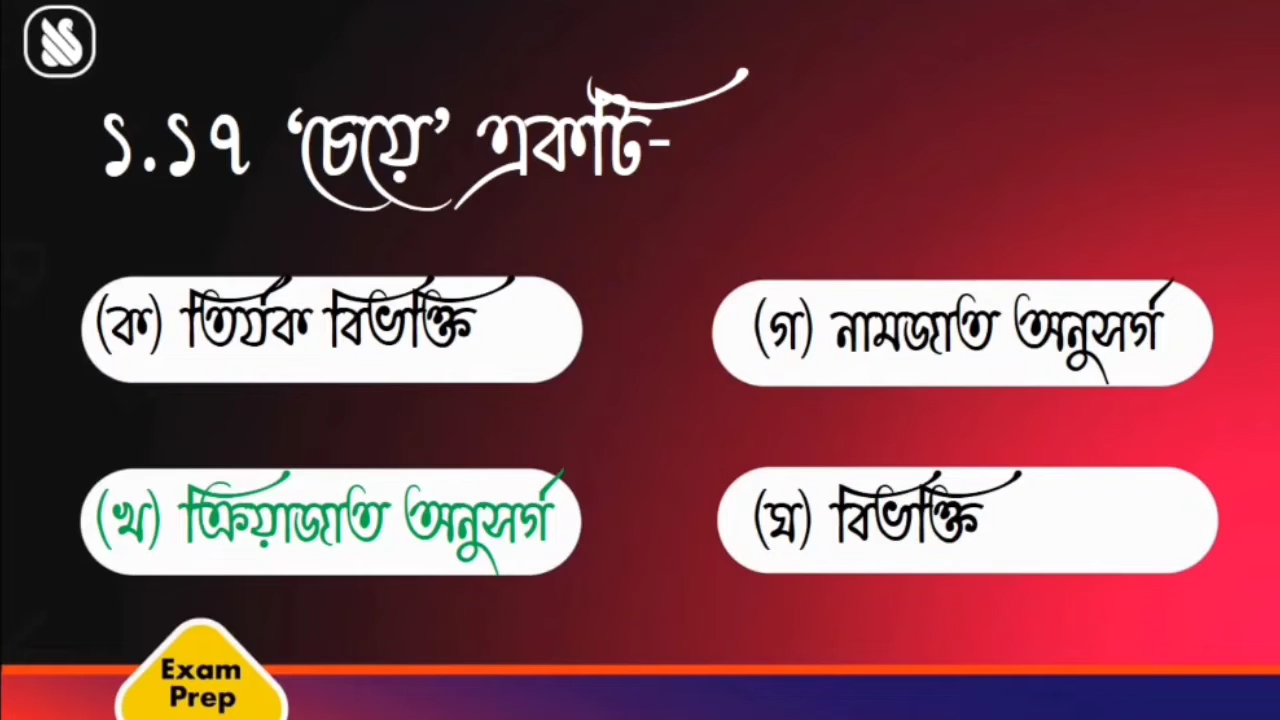 ১.১৭ ‘চেয়ে’ একটি-
(ক) তির্যক বিভক্তি
(গ) নামজাত অনুসর্গ
(খ) ক্রিয়াজাত অনুসর্গ
(ঘ) বিভক্তি
Exam
Prep